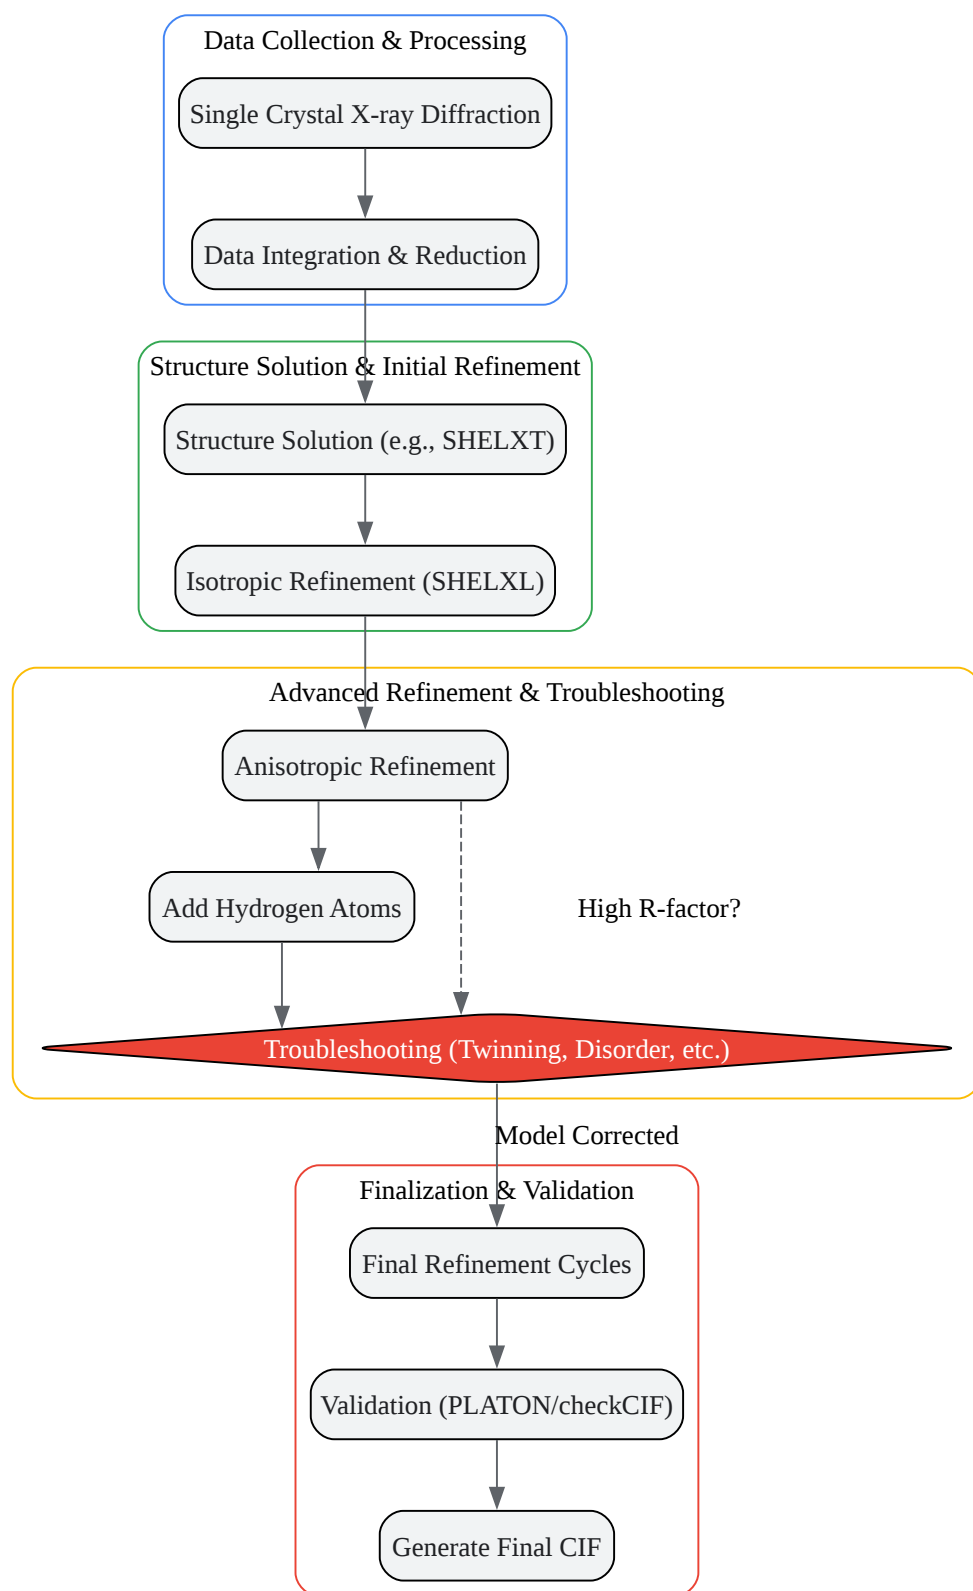 Data Collection & Processing
Single Crystal X-ray Diffraction
Data Integration & Reduction
Structure Solution & Initial Refinement
Structure Solution (e.g., SHELXT)
Isotropic Refinement (SHELXL)
Advanced Refinement & Troubleshooting
Anisotropic Refinement
Add Hydrogen Atoms
High R-factor?
Troubleshooting (Twinning, Disorder, etc.)
Model Corrected
Finalization & Validation
Final Refinement Cycles
Validation (PLATON/checkCIF)
Generate Final CIF